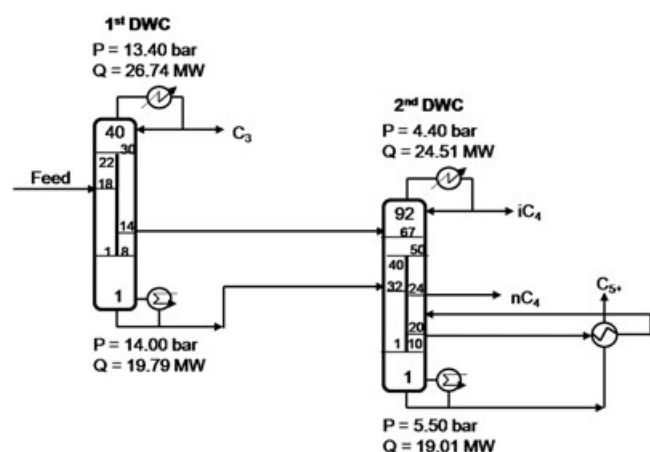 1st DWC
P = 13.40 bar
Q = 26.74 MW
40
30
22
18
14
1
8
1
Feed
C3
P = 14.00 bar
Q = 19.79 MW
2nd DWC
P = 4.40 bar
Q = 24.51 MW
92
67
50
40
32
24
20
1
10
1
iC4
nC4
C5+
P = 5.50 bar
Q = 19.01 MW